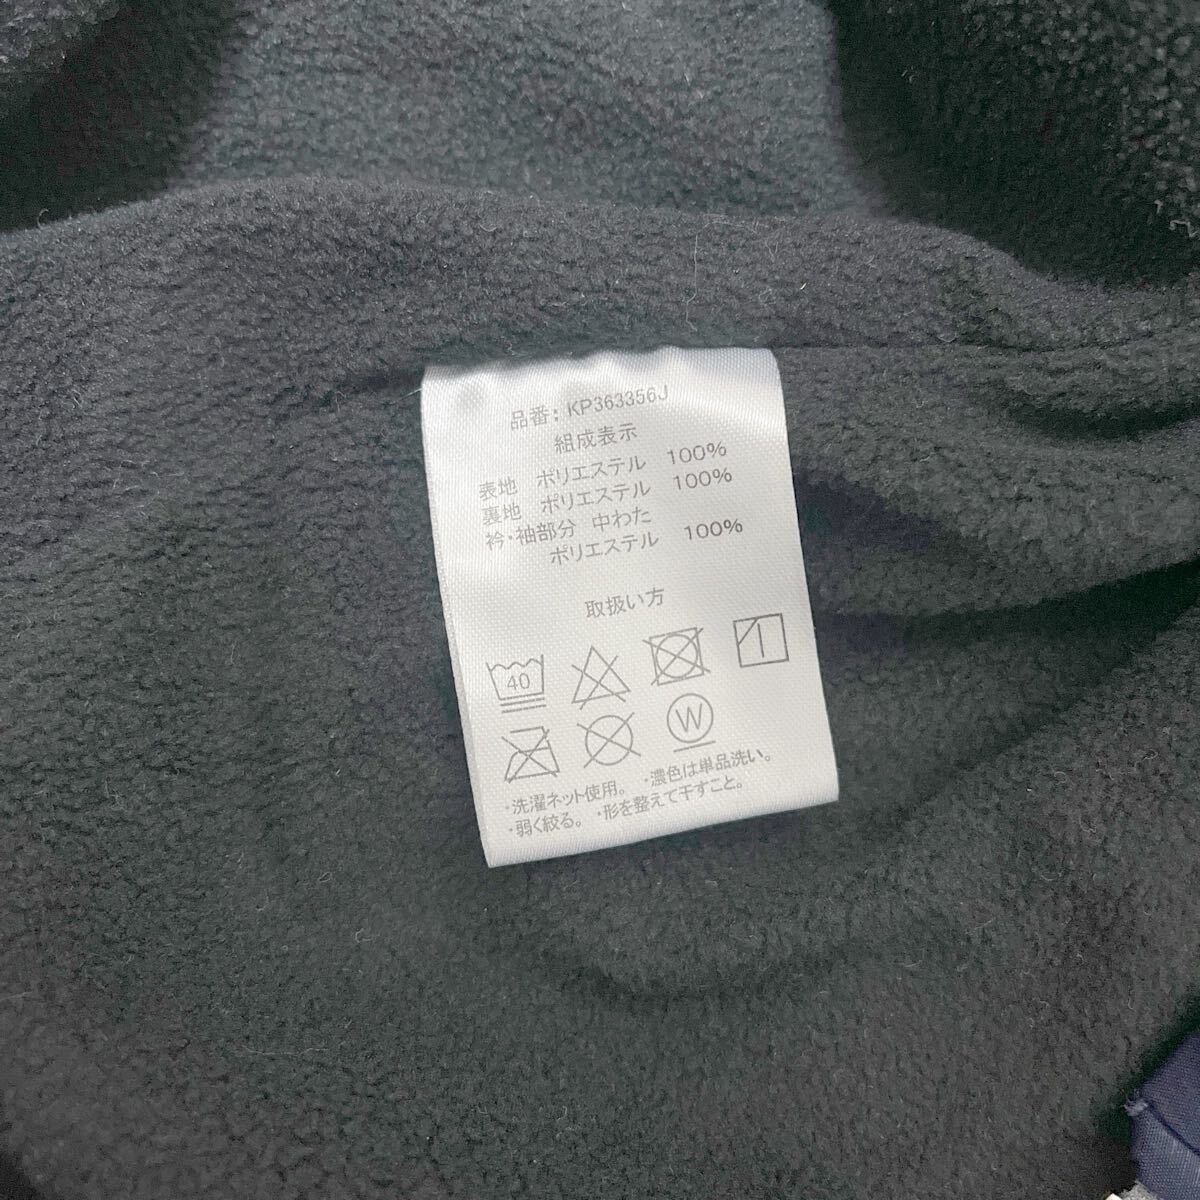 品番: KP363356J
組成表示
表地 ポリエステル 100%
裏地 ポリエステル 100%
衿・袖部分 中わた
ポリエステル 100%
取扱い方
40
W
・洗濯ネット使用。 ・濃色は単品洗い。
・弱く絞る。 ・形を整えて干すこと。